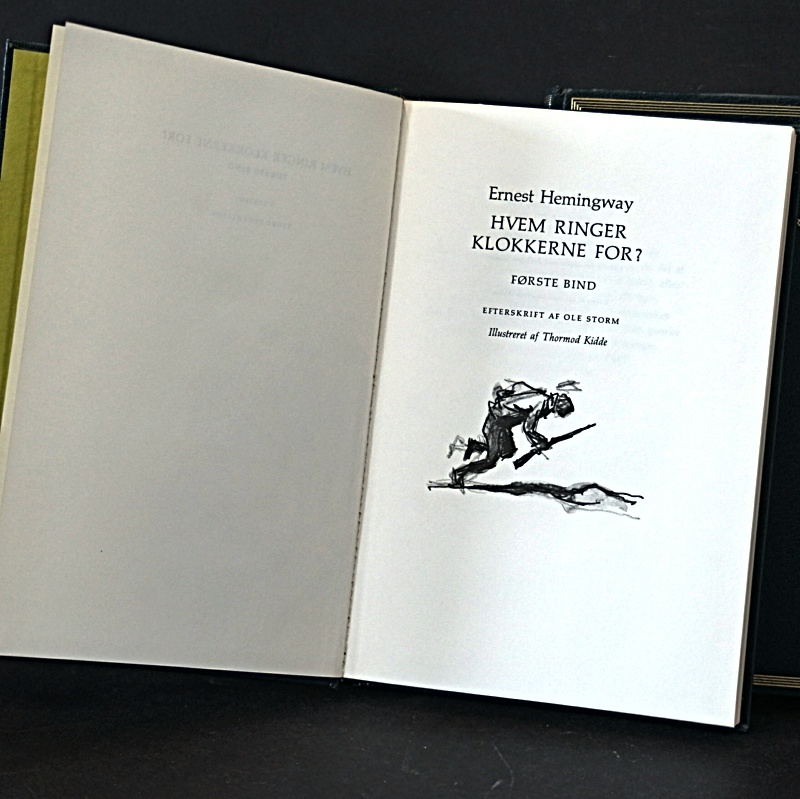 Ernest Hemingway
HVEM RINGER
KLOKKERNE FOR?
FØRSTE BIND
EFTERSKRIFT AF OLE STORM
Illustreret af Thormod Kidde